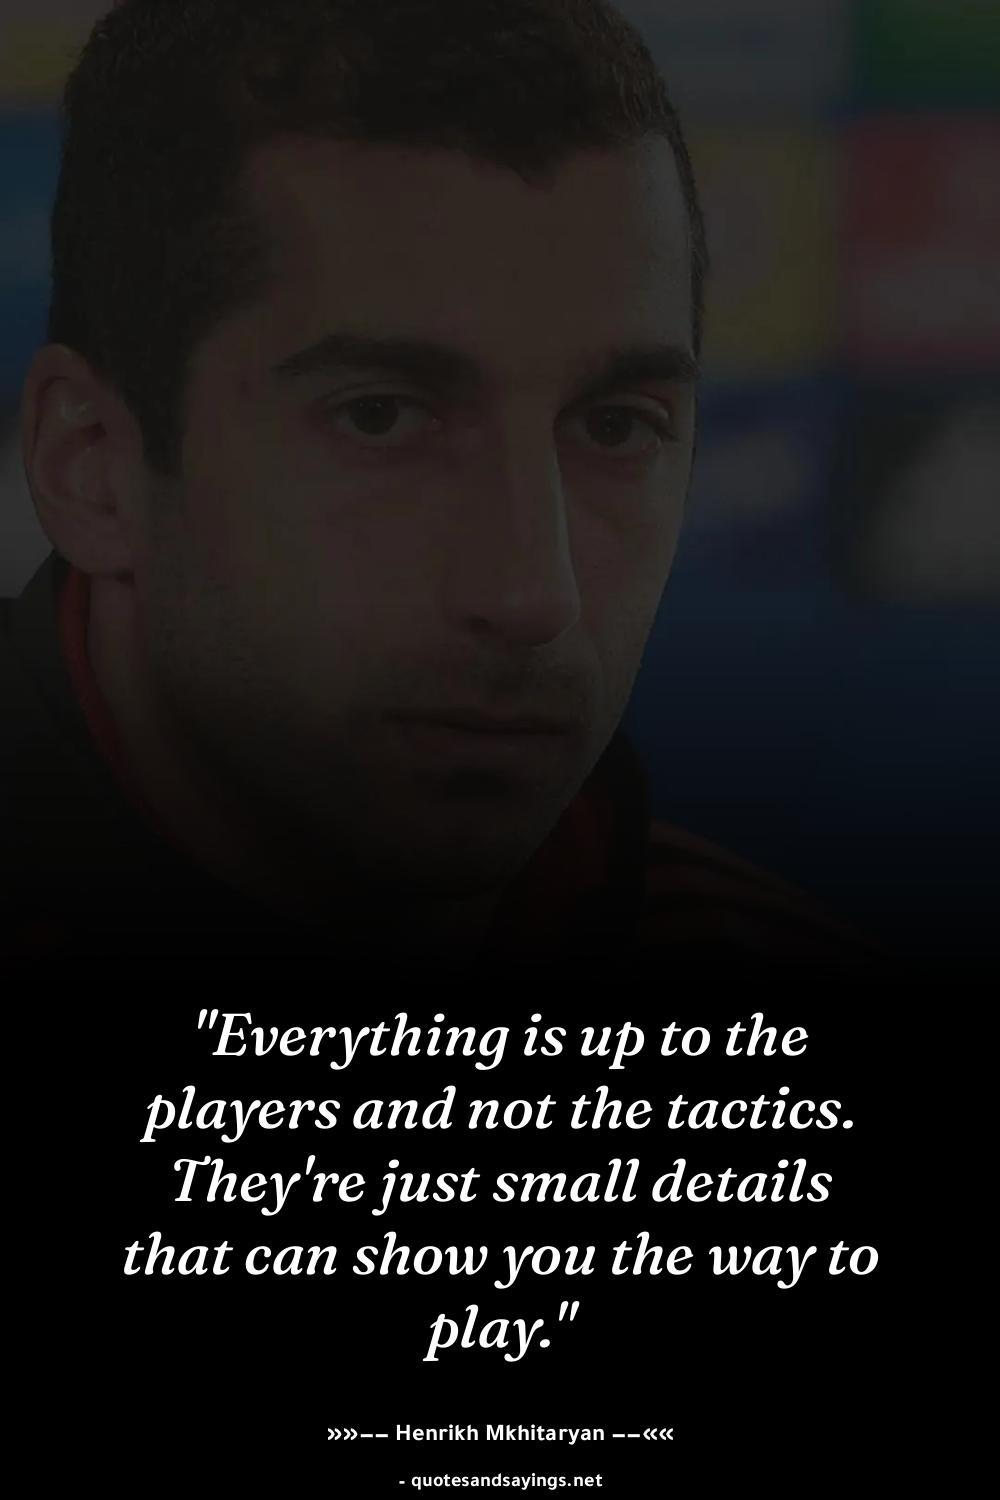 "Everything is up to the
players and not the tactics.
They're just small details
that can show you the way to
play."
»»−− Henrikh Mkhitaryan −−««
- quotesandsayings.net